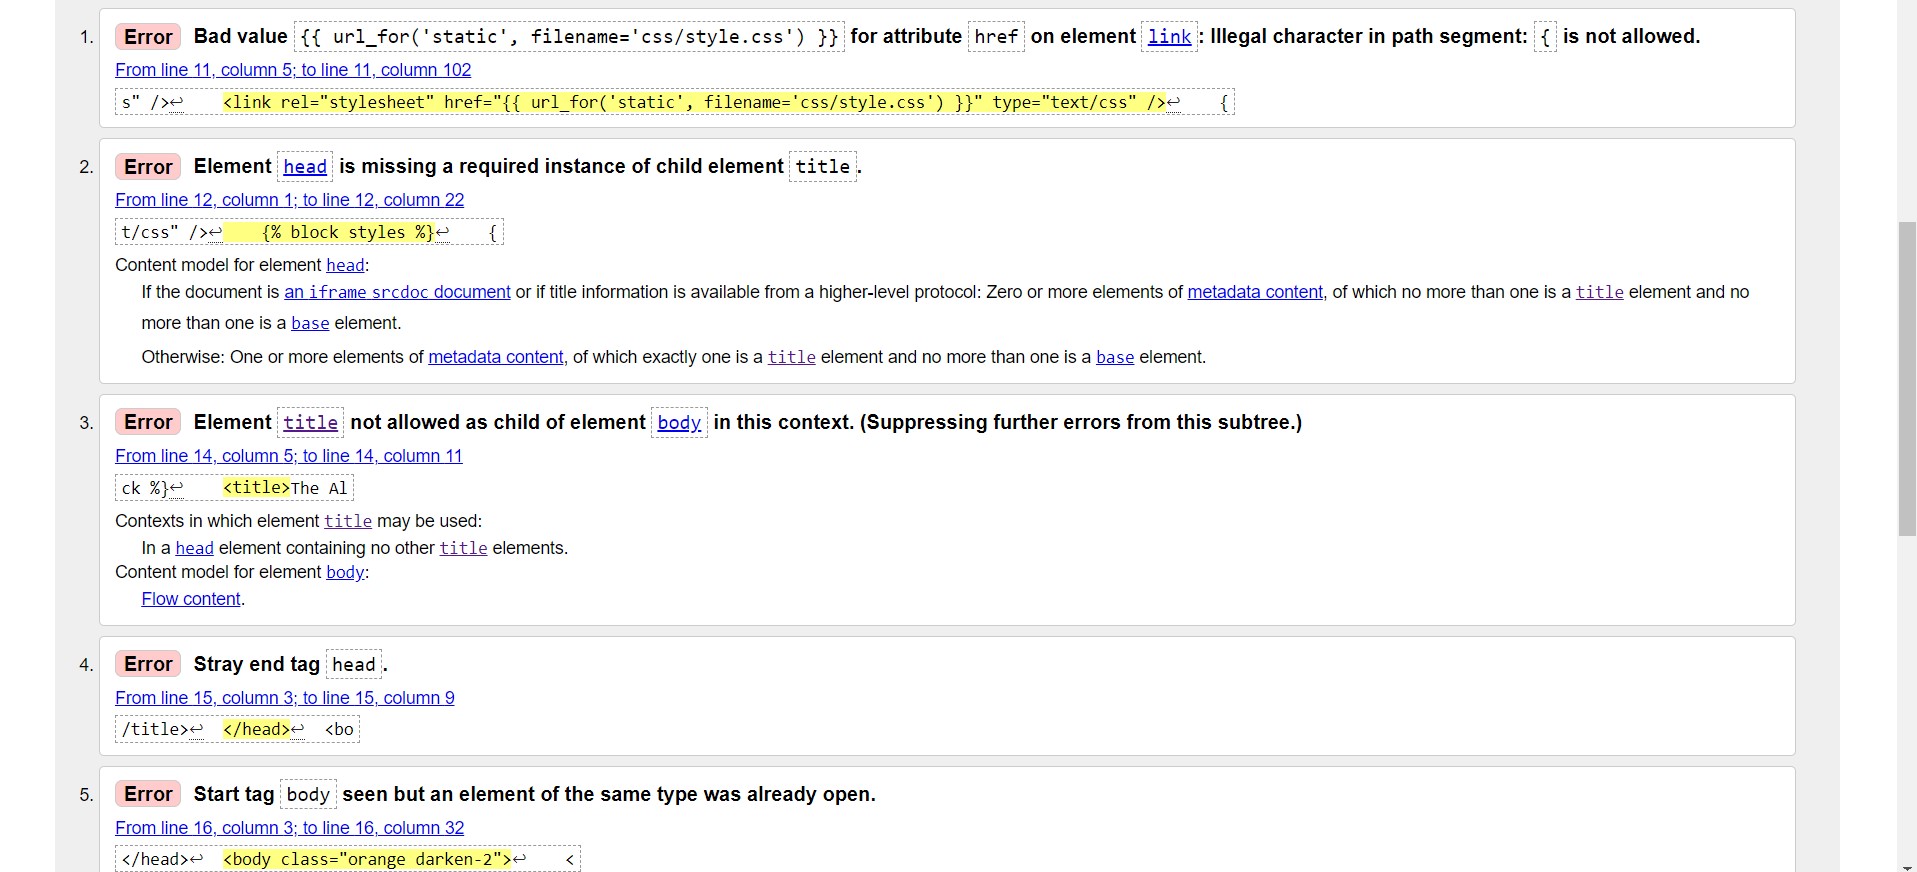 1. Error Bad value {{ url_for('static', filename='css/style.css') }} for attribute href on element link: Illegal character in path segment: { is not allowed.
From line 11, column 5; to line 11, column 102
s" />↩    <link rel="stylesheet" href="{{ url_for('static', filename='css/style.css') }}" type="text/css" />↩    {
2. Error Element head is missing a required instance of child element title.
From line 12, column 1; to line 12, column 22
t/css" />↩    {% block styles %}↩    {
Content model for element head:
If the document is an iframe srcdoc document or if title information is available from a higher-level protocol: Zero or more elements of metadata content, of which no more than one is a title element and no
more than one is a base element.
Otherwise: One or more elements of metadata content, of which exactly one is a title element and no more than one is a base element.
3. Error Element title not allowed as child of element body in this context. (Suppressing further errors from this subtree.)
From line 14, column 5; to line 14, column 11
ck %}↩    <title>The Al
Contexts in which element title may be used:
In a head element containing no other title elements.
Content model for element body:
Flow content.
4. Error Stray end tag head.
From line 15, column 3; to line 15, column 9
/title>↩  </head>↩  <bo
5. Error Start tag body seen but an element of the same type was already open.
From line 16, column 3; to line 16, column 32
</head>↩  <body class="orange darken-2">↩    <